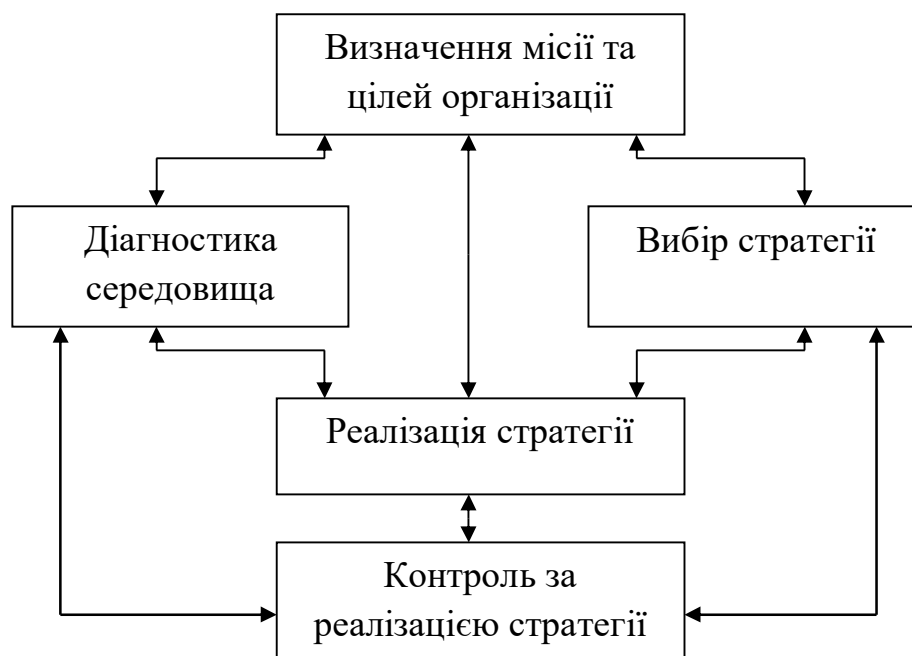 Визначення місії та
цілей організації
Діагностика
середовища
Вибір стратегії
Реалізація стратегії
Контроль за
реалізацією стратегії